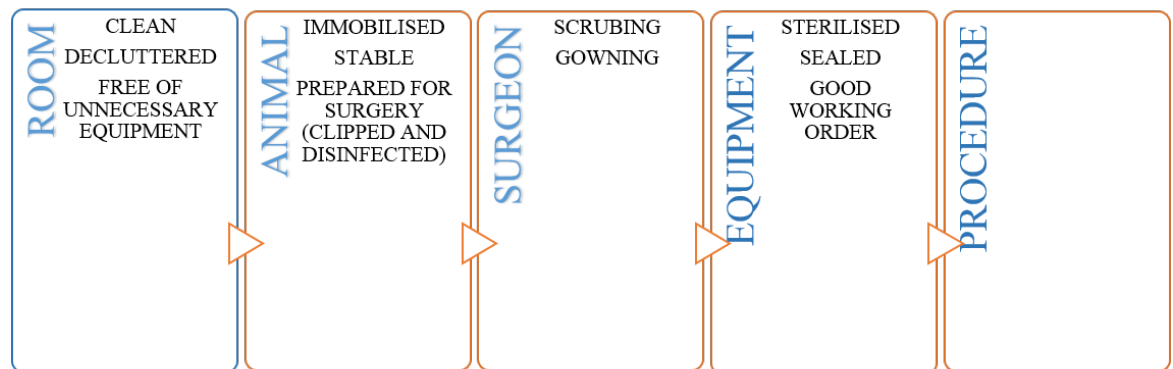 ROOM
CLEAN
DECLUTTERED
FREE OF
UNNECESSARY
EQUIPMENT
ANIMAL
IMMOBILISED
STABLE
PREPARED FOR
SURGERY
(CLIPPED AND
DISINFECTED)
SURGEON
SCRUBING
GOWNING
EQUIPMENT
STERILISED
SEALED
GOOD
WORKING
ORDER
PROCEDURE